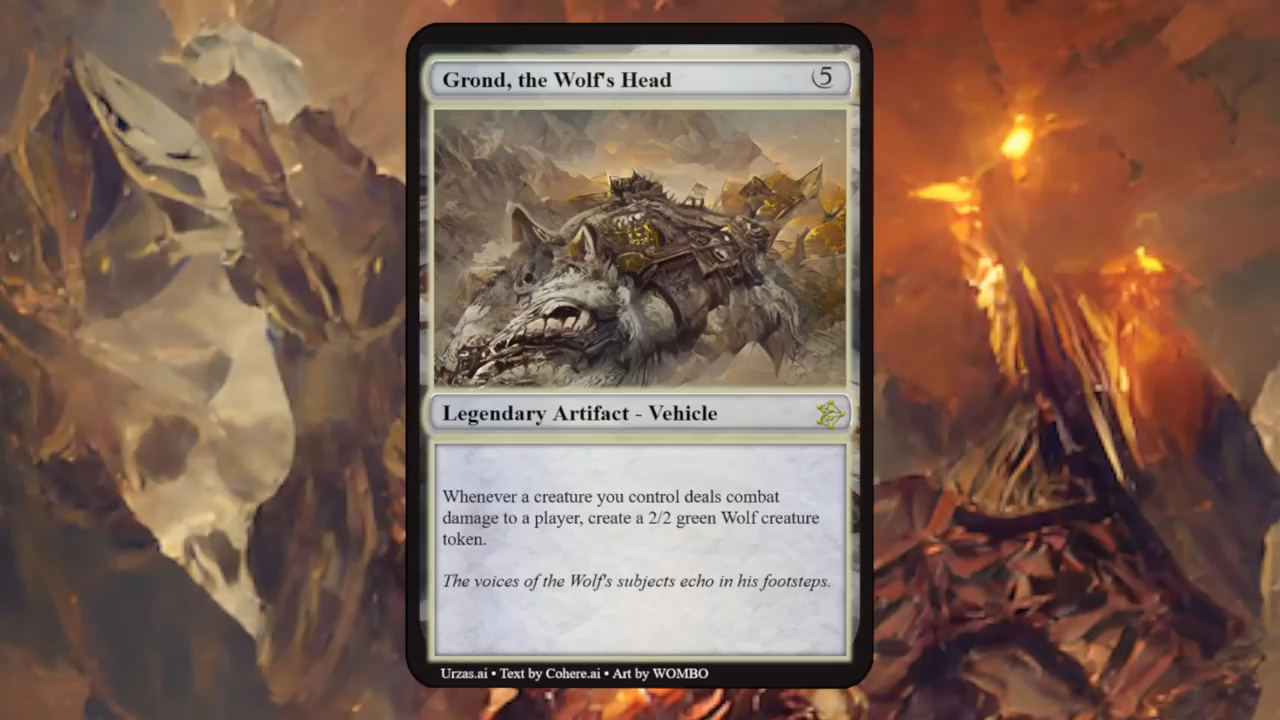 Grond, the Wolf's Head
5
Legendary Artifact - Vehicle
Whenever a creature you control deals combat
damage to a player, create a 2/2 green Wolf creature
token.
The voices of the Wolf's subjects echo in his footsteps.
Urzas.ai • Text by Cohere.ai • Art by WOMBO